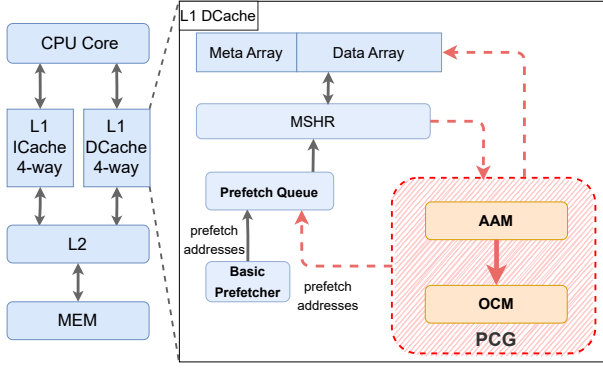 CPU Core
L1
ICache
4-way
L1
DCache
4-way
L2
MEM
L1 DCache
Meta Array
Data Array
MSHR
Prefetch Queue
prefetch
addresses
Basic
Prefetcher
prefetch
addresses
AAM
OCM
PCG